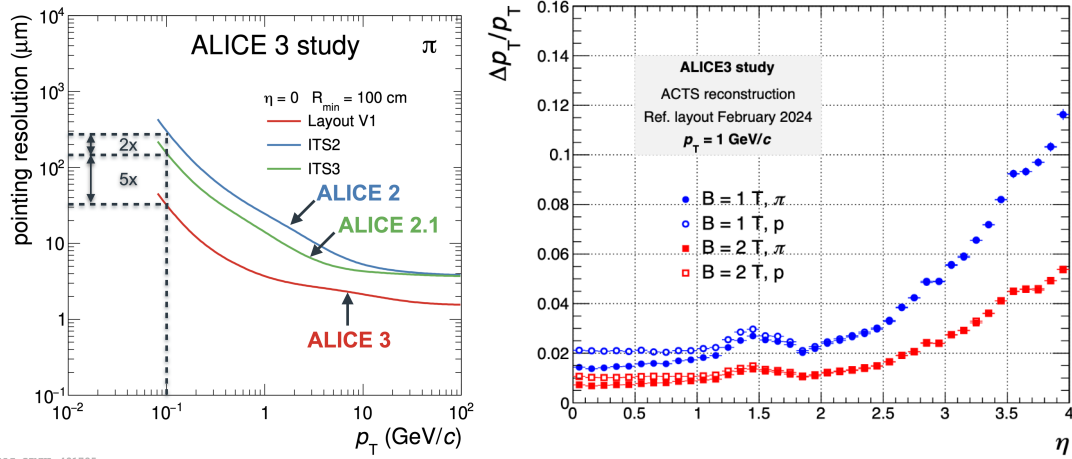 pointing resolution (μm)
10³
10²
10
1
10⁻¹
10⁻²
10⁻¹
1
10
10²
p_T (GeV/c)
ALICE 3 study π
η = 0 R_min = 100 cm
Layout V1
ITS2
ITS3
2x
5x
ALICE 2
ALICE 2.1
ALICE 3
Δp_T/p_T
0.16
0.14
0.12
0.1
0.08
0.06
0.04
0.02
0
0
0.5
1
1.5
2
2.5
3
3.5
4
η
ALICE3 study
ACTS reconstruction
Ref. layout February 2024
p_T = 1 GeV/c
B = 1 T, π
B = 1 T, p
B = 2 T, π
B = 2 T, p